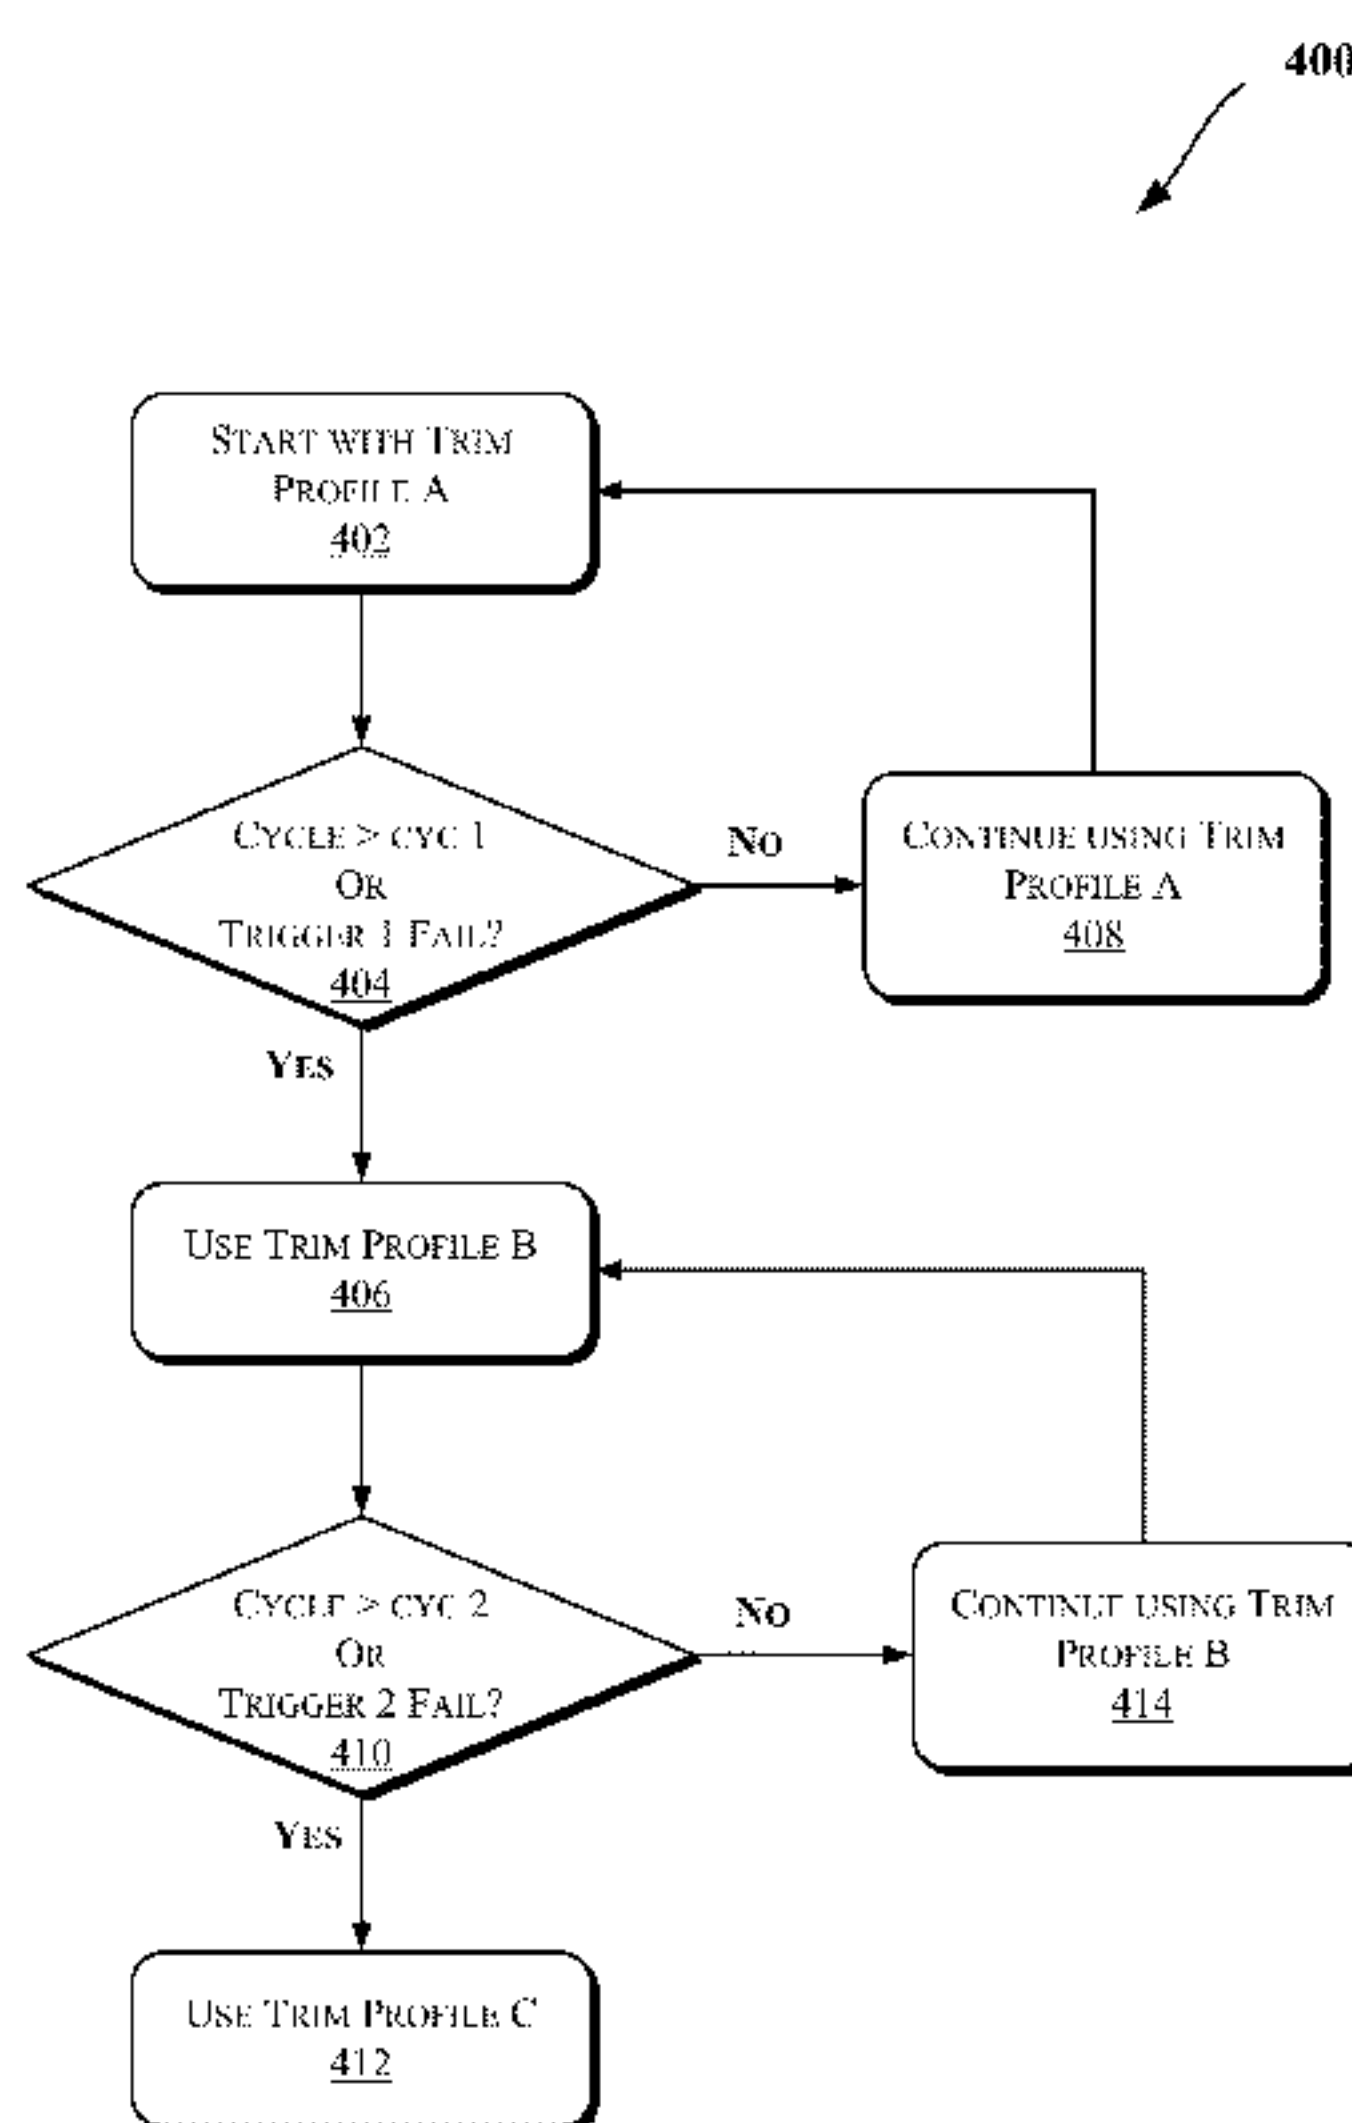 400
START WITH TRIM
PROFILE A
402
CYCLE > CYC 1
OR
TRIGGER 1 FAIL?
404
NO
CONTINUE USING TRIM
PROFILE A
408
YES
USE TRIM PROFILE B
406
CYCLE > CYC 2
OR
TRIGGER 2 FAIL?
410
NO
CONTINUE USING TRIM
PROFILE B
414
YES
USE TRIM PROFILE C
412